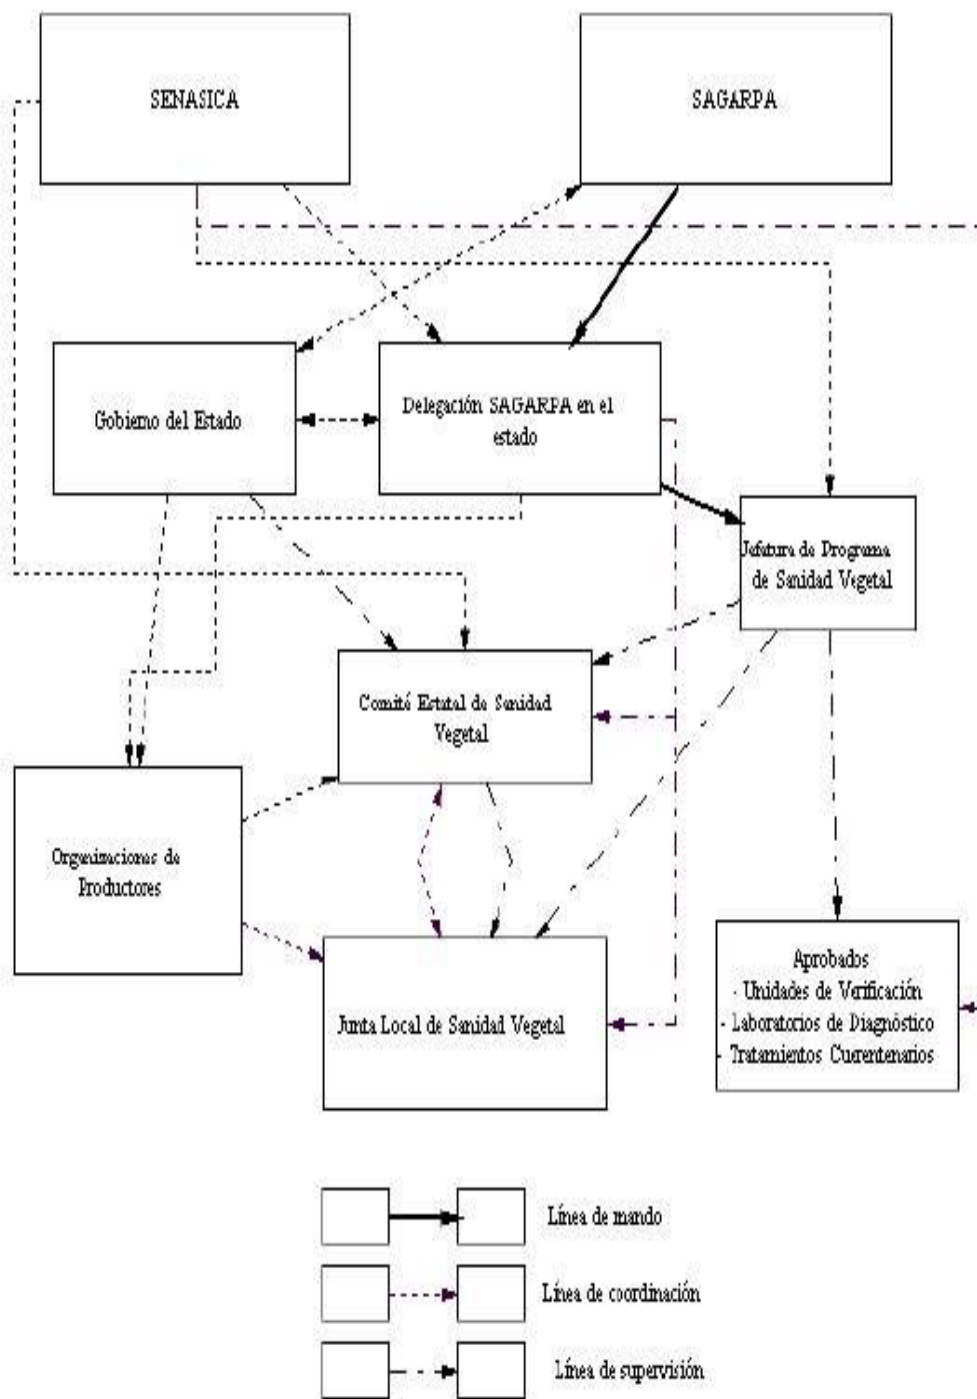 SENASICA
SAGARPA
Gobierno del Estado
Delegación SAGARPA en el
estado
Jefatura de Programa
de Sanidad Vegetal
Comité Estatal de Sanidad
Vegetal
Organizaciones de
Productores
Junta Local de Sanidad Vegetal
Aprobados
- Unidades de Verificación
- Laboratorios de Diagnóstico
- Tratamientos Cuerentenarios
Línea de mando
Línea de coordinación
Línea de supervisión